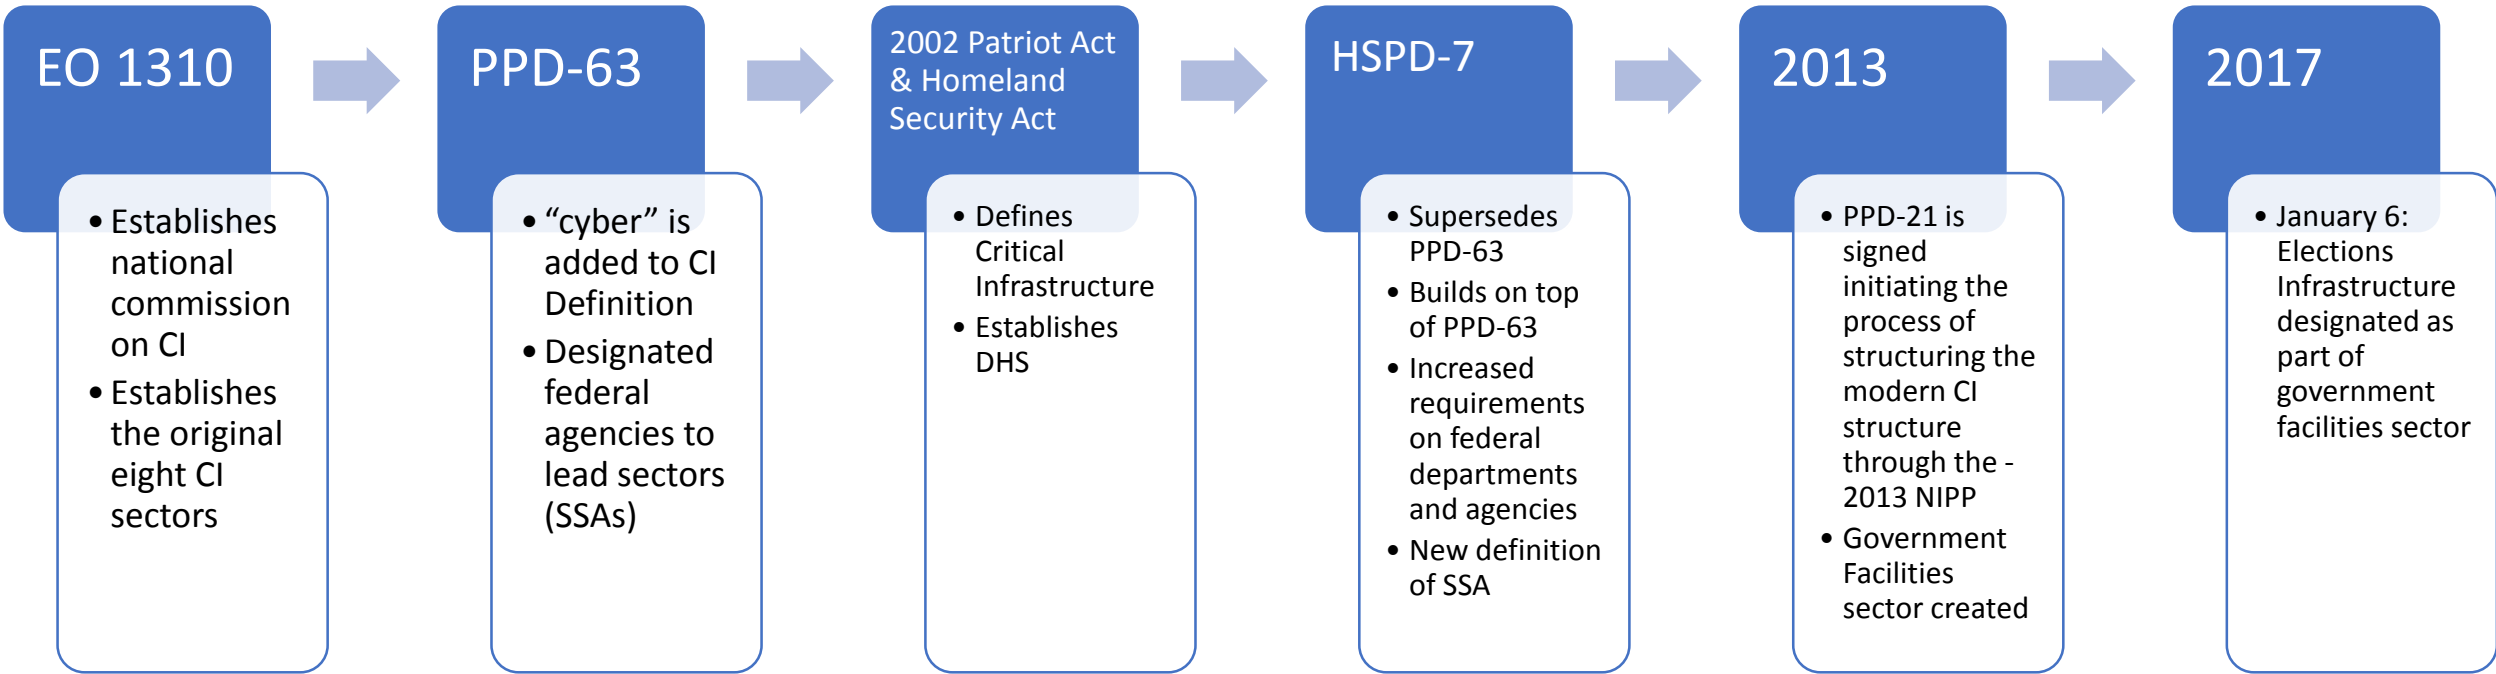 EO 1310
• Establishes
national
commission
on CI
• Establishes
the original
eight CI
sectors
PPD-63
• “cyber” is
added to CI
Definition
• Designated
federal
agencies to
lead sectors
(SSAs)
2002 Patriot Act
& Homeland
Security Act
• Defines
Critical
Infrastructure
• Establishes
DHS
HSPD-7
• Supersedes
PPD-63
• Builds on top
of PPD-63
• Increased
requirements
on federal
departments
and agencies
• New definition
of SSA
2013
• PPD-21 is
signed
initiating the
process of
structuring the
modern CI
structure
through the -
2013 NIPP
• Government
Facilities
sector created
2017
• January 6:
Elections
Infrastructure
designated as
part of
government
facilities sector